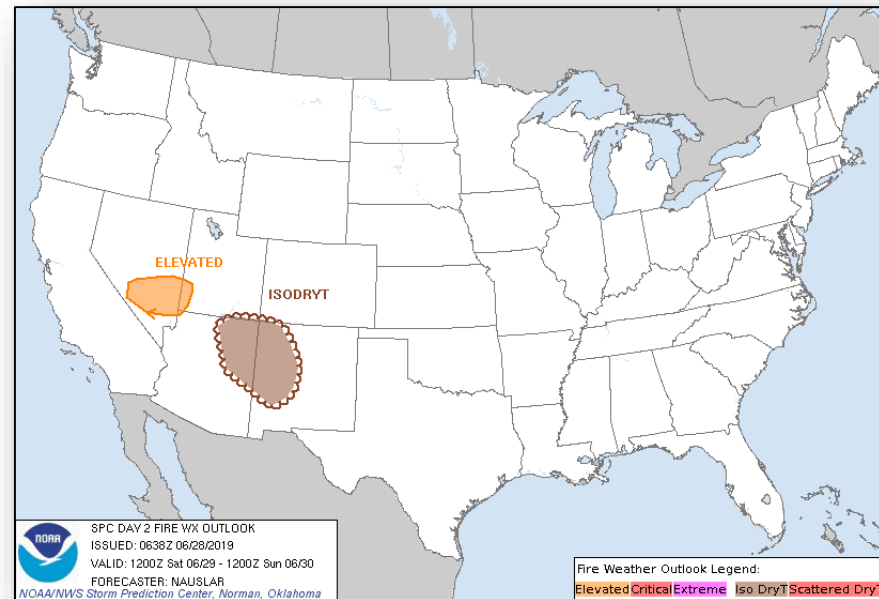 ELEVATED
ISODRYT
NOAA
SPC DAY 2 FIRE WX OUTLOOK
ISSUED: 0638Z 06/28/2019
VALID: 1200Z Sat 06/29 - 1200Z Sun 06/30
FORECASTER: NAUSLAR
NOAA/NWS Storm Prediction Center, Norman, Oklahoma
Fire Weather Outlook Legend:
Elevated Critical Extreme Iso DryT Scattered DryT